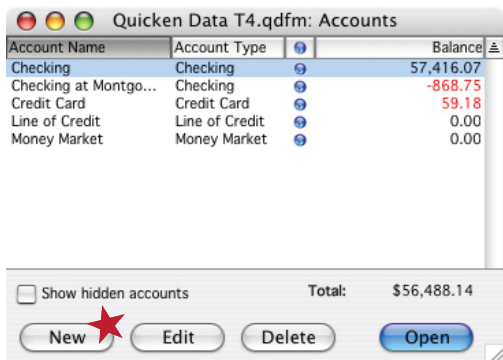 Quicken Data T4.qdfm: Accounts
Account Name Account Type Balance
Checking Checking 57,416.07
Checking at Montgo... Checking -868.75
Credit Card Credit Card 59.18
Line of Credit Line of Credit 0.00
Money Market Money Market 0.00
Show hidden accounts Total: $56,488.14
New Edit Delete Open